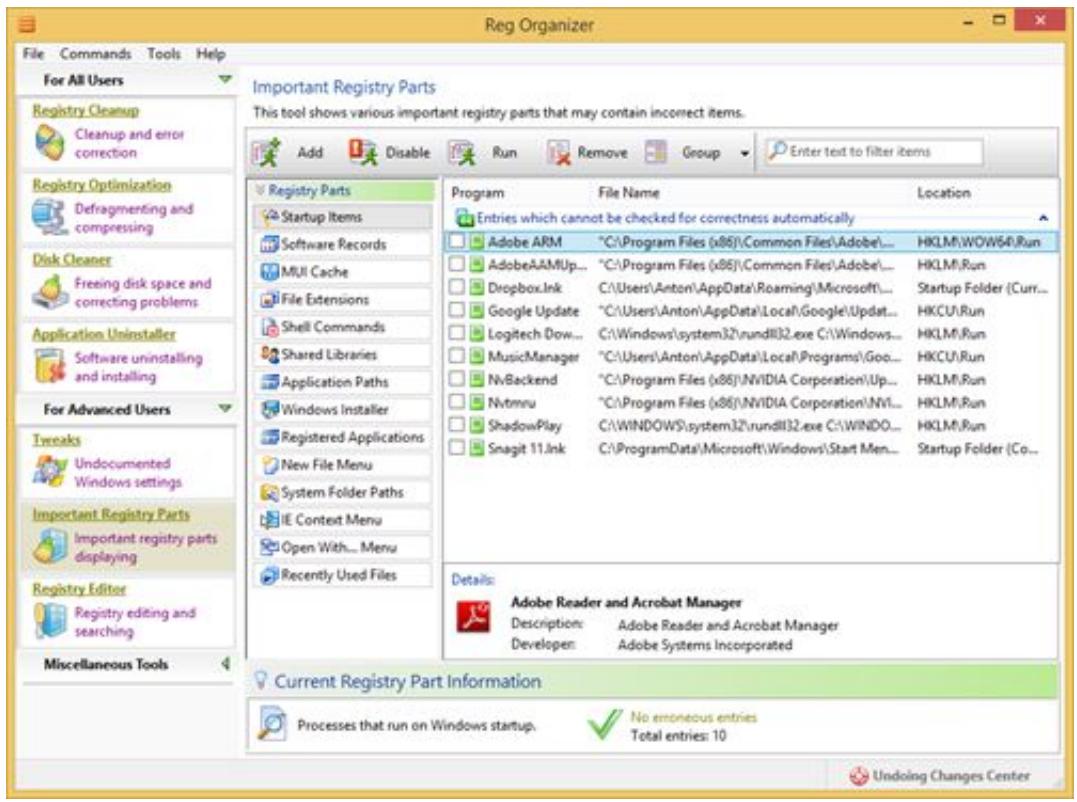 Reg Organizer
File Commands Tools Help
For All Users
Registry Cleanup
Cleanup and error
correction
Registry Optimization
Defragmenting and
compressing
Disk Cleaner
Freeing disk space and
correcting problems
Application Uninstaller
Software uninstalling
and installing
For Advanced Users
Tweaks
Undocumented
Windows settings
Important Registry Parts
Important registry parts
displaying
Registry Editor
Registry editing and
searching
Miscellaneous Tools
Important Registry Parts
This tool shows various important registry parts that may contain incorrect items.
Add Disable Run Remove Group Enter text to filter items
Registry Parts
Startup Items
Software Records
MUI Cache
File Extensions
Shell Commands
Shared Libraries
Application Paths
Windows Installer
Registered Applications
New File Menu
System Folder Paths
IE Context Menu
Open With... Menu
Recently Used Files
Program File Name Location
Entries which cannot be checked for correctness automatically
Adobe ARM "C:\Program Files (x86)\Common Files\Adobe\... HKLM\WOW64\Run
AdobeAAMUp... "C:\Program Files (x86)\Common Files\Adobe\... HKLM\Run
Dropbox.lnk C:\Users\Anton\AppData\Roaming\Microsoft\... Startup Folder (Curr...
Google Update "C:\Users\Anton\AppData\Local\Google\Updat... HKCU\Run
Logitech Dow... C:\Windows\system32\rundll32.exe C:\Windows... HKLM\Run
MusicManager "C:\Users\Anton\AppData\Local\Programs\Goo... HKCU\Run
NvBackend "C:\Program Files (x86)\NVIDIA Corporation\Up... HKLM\Run
Nvtmru "C:\Program Files (x86)\NVIDIA Corporation\NVI... HKLM\Run
ShadowPlay C:\WINDOWS\system32\rundll32.exe C:\WINDO... HKLM\Run
Snagit 11.lnk C:\ProgramData\Microsoft\Windows\Start Men... Startup Folder (Co...
Details:
Adobe Reader and Acrobat Manager
Description: Adobe Reader and Acrobat Manager
Developer: Adobe Systems Incorporated
Current Registry Part Information
Processes that run on Windows startup.
No erroneous entries
Total entries: 10
Undoing Changes Center